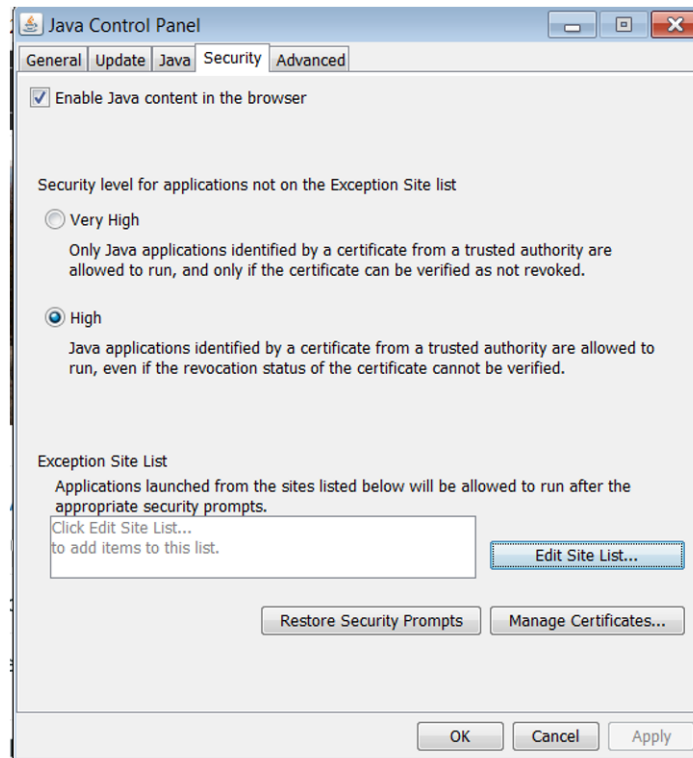 Java Control Panel
General Update Java Security Advanced
Enable Java content in the browser
Security level for applications not on the Exception Site list
Very High
Only Java applications identified by a certificate from a trusted authority are
allowed to run, and only if the certificate can be verified as not revoked.
High
Java applications identified by a certificate from a trusted authority are allowed to
run, even if the revocation status of the certificate cannot be verified.
Exception Site List
Applications launched from the sites listed below will be allowed to run after the
appropriate security prompts.
Click Edit Site List...
to add items to this list.
Edit Site List...
Restore Security Prompts Manage Certificates...
OK Cancel Apply